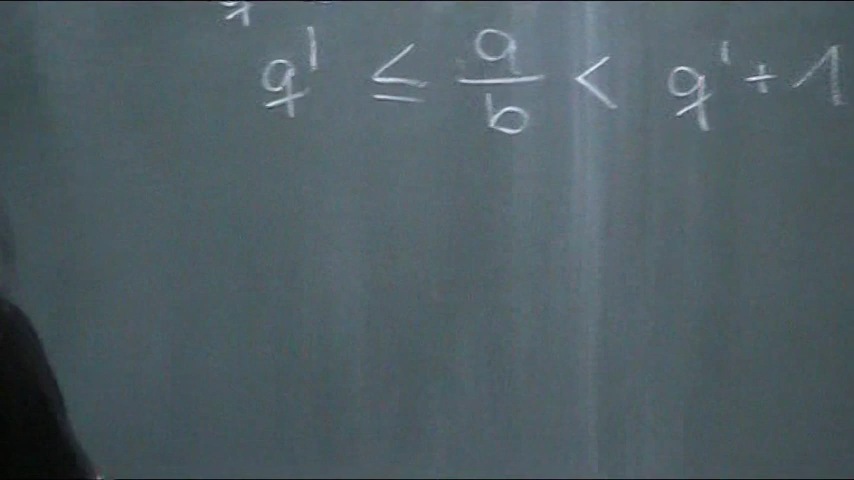 q' ≤ a/b < q' + 1